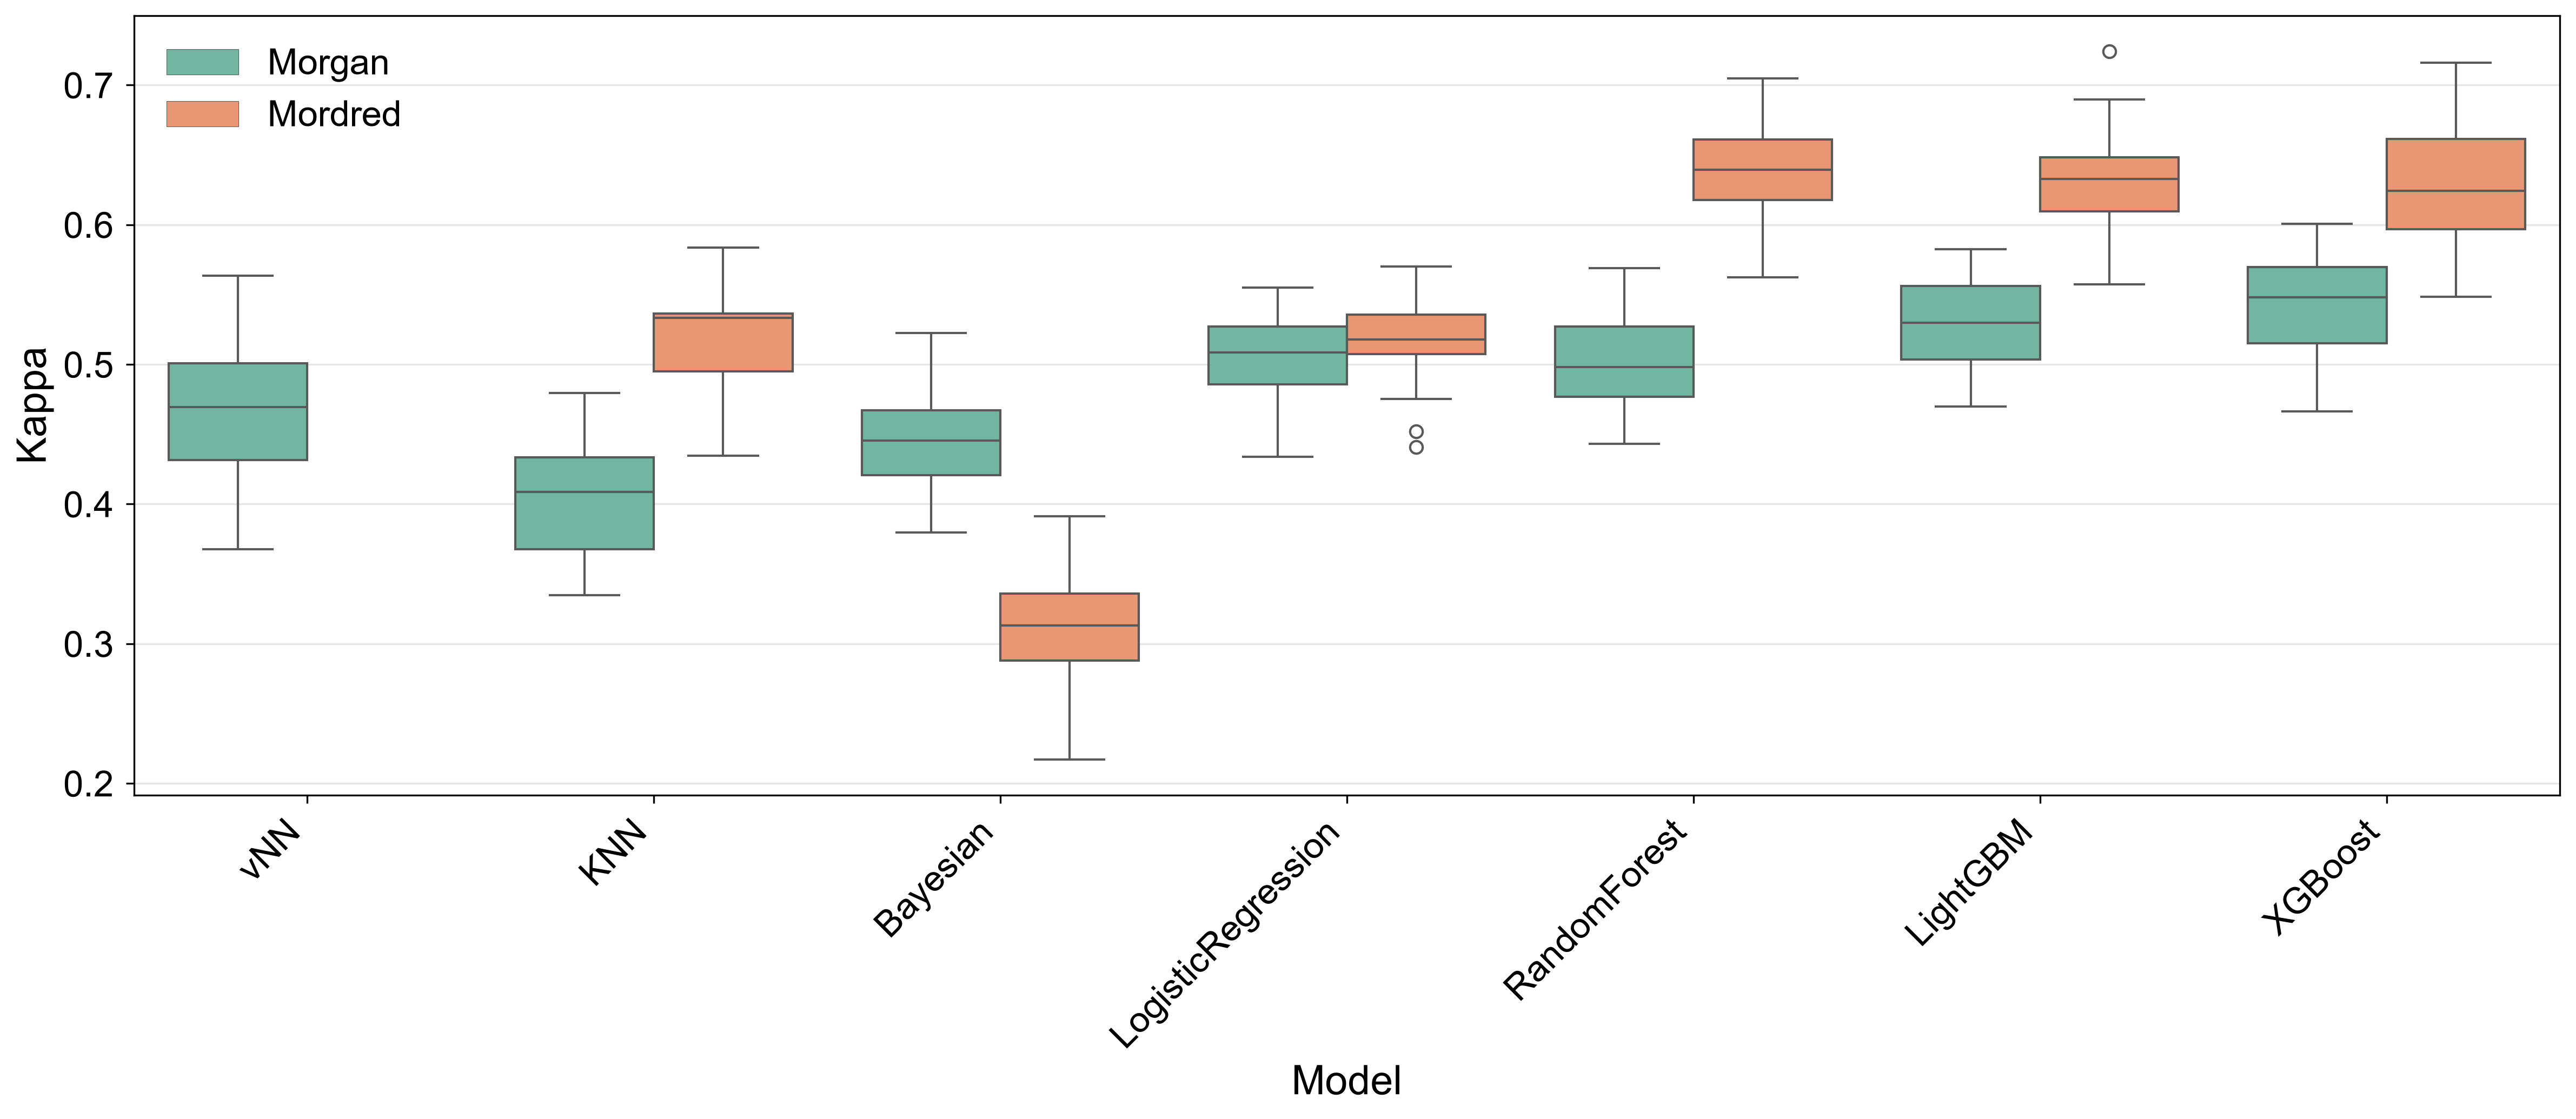 Morgan
Mordred
Kappa
0.7
0.6
0.5
0.4
0.3
0.2
vNN
KNN
Bayesian
LogisticRegression
RandomForest
LightGBM
XGBoost
Model